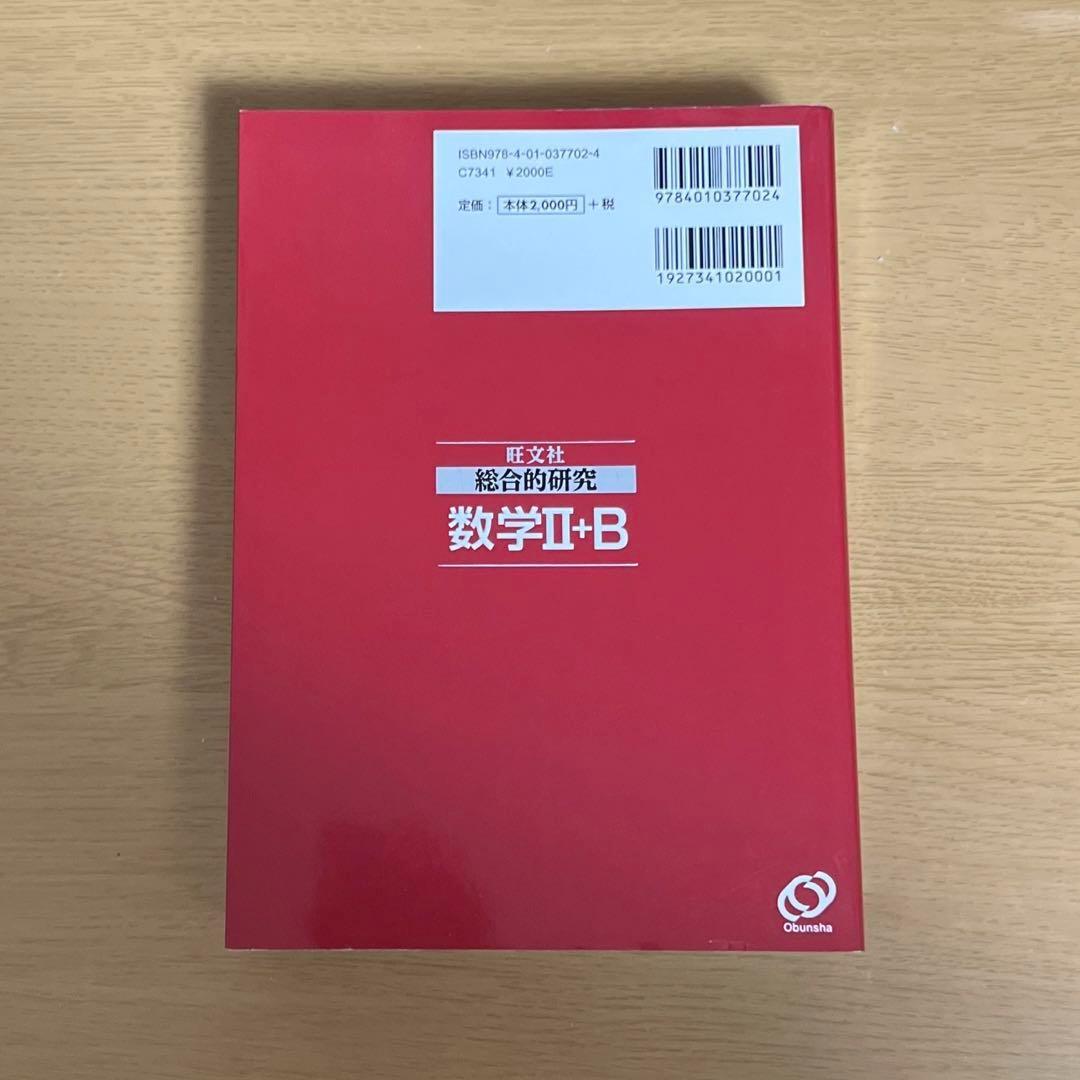 ISBN978-4-01-037702-4
C7341 ¥2000E
定価： 本体2,000円 +税
9784010377024
1927341020001
旺文社
総合的研究
数学Ⅱ+B
Obunsha